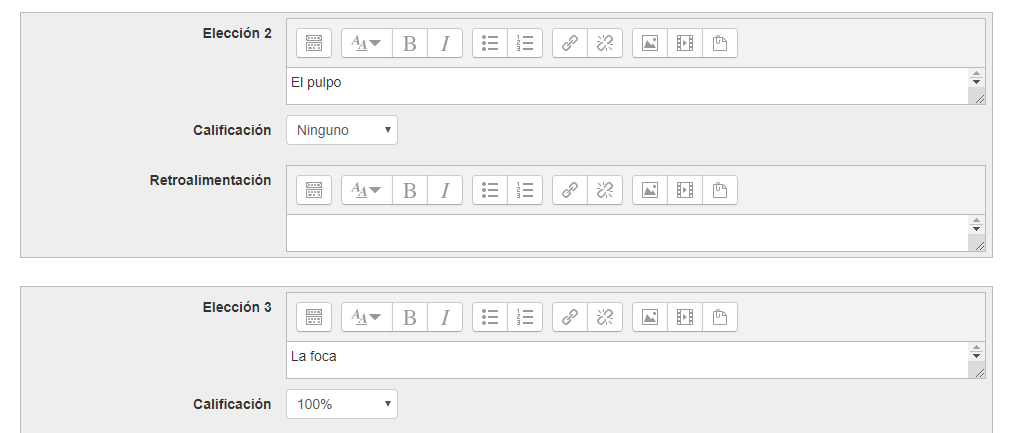 Elección 2
El pulpo
Calificación
Ninguno
Retroalimentación
Elección 3
La foca
Calificación
100%